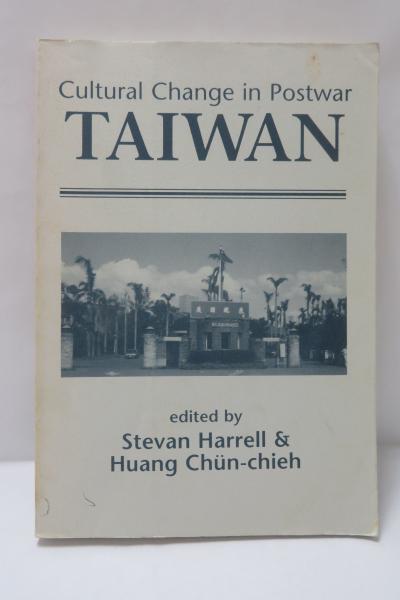 Cultural Change in Postwar
TAIWAN
edited by
Stevan Harrell &
Huang Chün-chieh